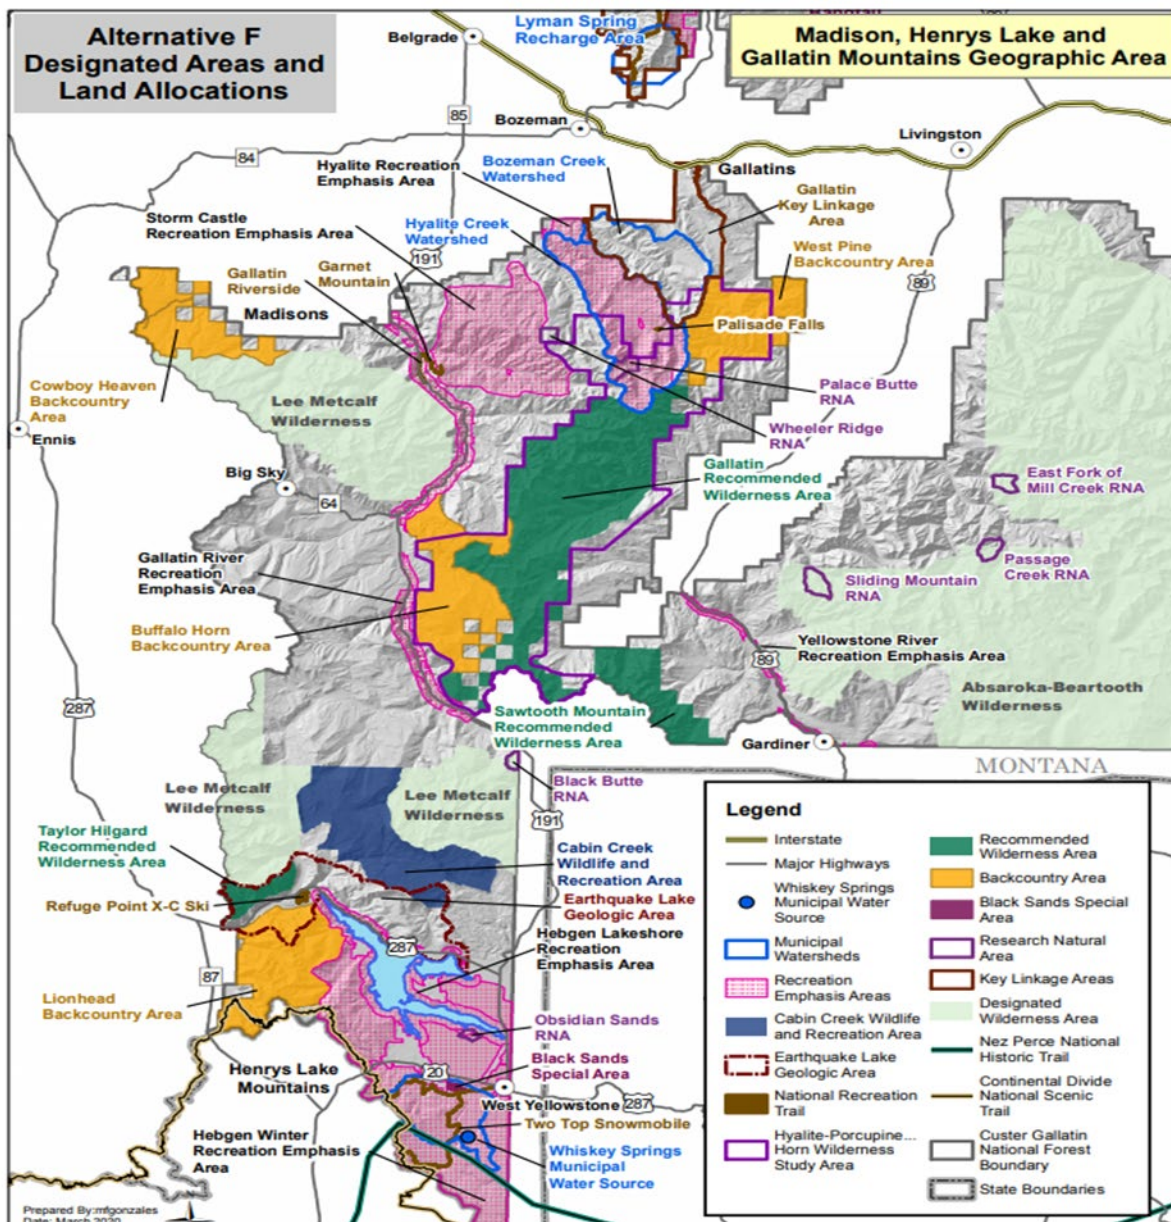 Alternative F
Designated Areas and
Land Allocations
Madison, Henrys Lake and
Gallatin Mountains Geographic Area
Lyman Spring
Recharge Area
Belgrade
85
Bozeman
Livingston
84
Hyalite Recreation
Emphasis Area
Bozeman Creek
Watershed
Gallatins
Gallatin
Key Linkage
Area
Storm Castle
Recreation Emphasis Area
Hyalite Creek
Watershed
West Pine
Backcountry Area
191
89
Gallatin
Riverside
Garnet
Mountain
Madisons
Palisade Falls
Cowboy Heaven
Backcountry
Area
Lee Metcalf
Wilderness
Palace Butte
RNA
Ennis
Wheeler Ridge
RNA
Big Sky
64
Gallatin
Recommended
Wilderness Area
East Fork of
Mill Creek RNA
Gallatin River
Recreation
Emphasis Area
Passage
Creek RNA
Sliding Mountain
RNA
Buffalo Horn
Backcountry Area
Yellowstone River
Recreation Emphasis Area
89
287
Absaroka-Beartooth
Wilderness
Sawtooth Mountain
Recommended
Wilderness Area
Gardiner
MONTANA
Black Butte
RNA
Lee Metcalf
Wilderness
Lee Metcalf
Wilderness
191
Taylor Hilgard
Recommended
Wilderness Area
Cabin Creek
Wildlife and
Recreation Area
Refuge Point X-C Ski
Earthquake Lake
Geologic Area
Hebgen Lakeshore
Recreation
Emphasis Area
287
87
Lionhead
Backcountry Area
Obsidian Sands
RNA
Black Sands
Special Area
Henrys Lake
Mountains
20
West Yellowstone
287
Two Top Snowmobile
Hebgen Winter
Recreation Emphasis
Area
Whiskey Springs
Municipal
Water Source
Legend
Interstate
Major Highways
Whiskey Springs
Municipal Water
Source
Municipal
Watersheds
Recreation
Emphasis Areas
Cabin Creek Wildlife
and Recreation Area
Earthquake Lake
Geologic Area
National Recreation
Trail
Hyalite-Porcupine...
Horn Wilderness
Study Area
Recommended
Wilderness Area
Backcountry Area
Black Sands Special
Area
Research Natural
Area
Key Linkage Areas
Designated
Wilderness Area
Nez Perce National
Historic Trail
Continental Divide
National Scenic
Trail
Custer Gallatin
National Forest
Boundary
State Boundaries
Prepared By:mfgonzales
Date: March 2020